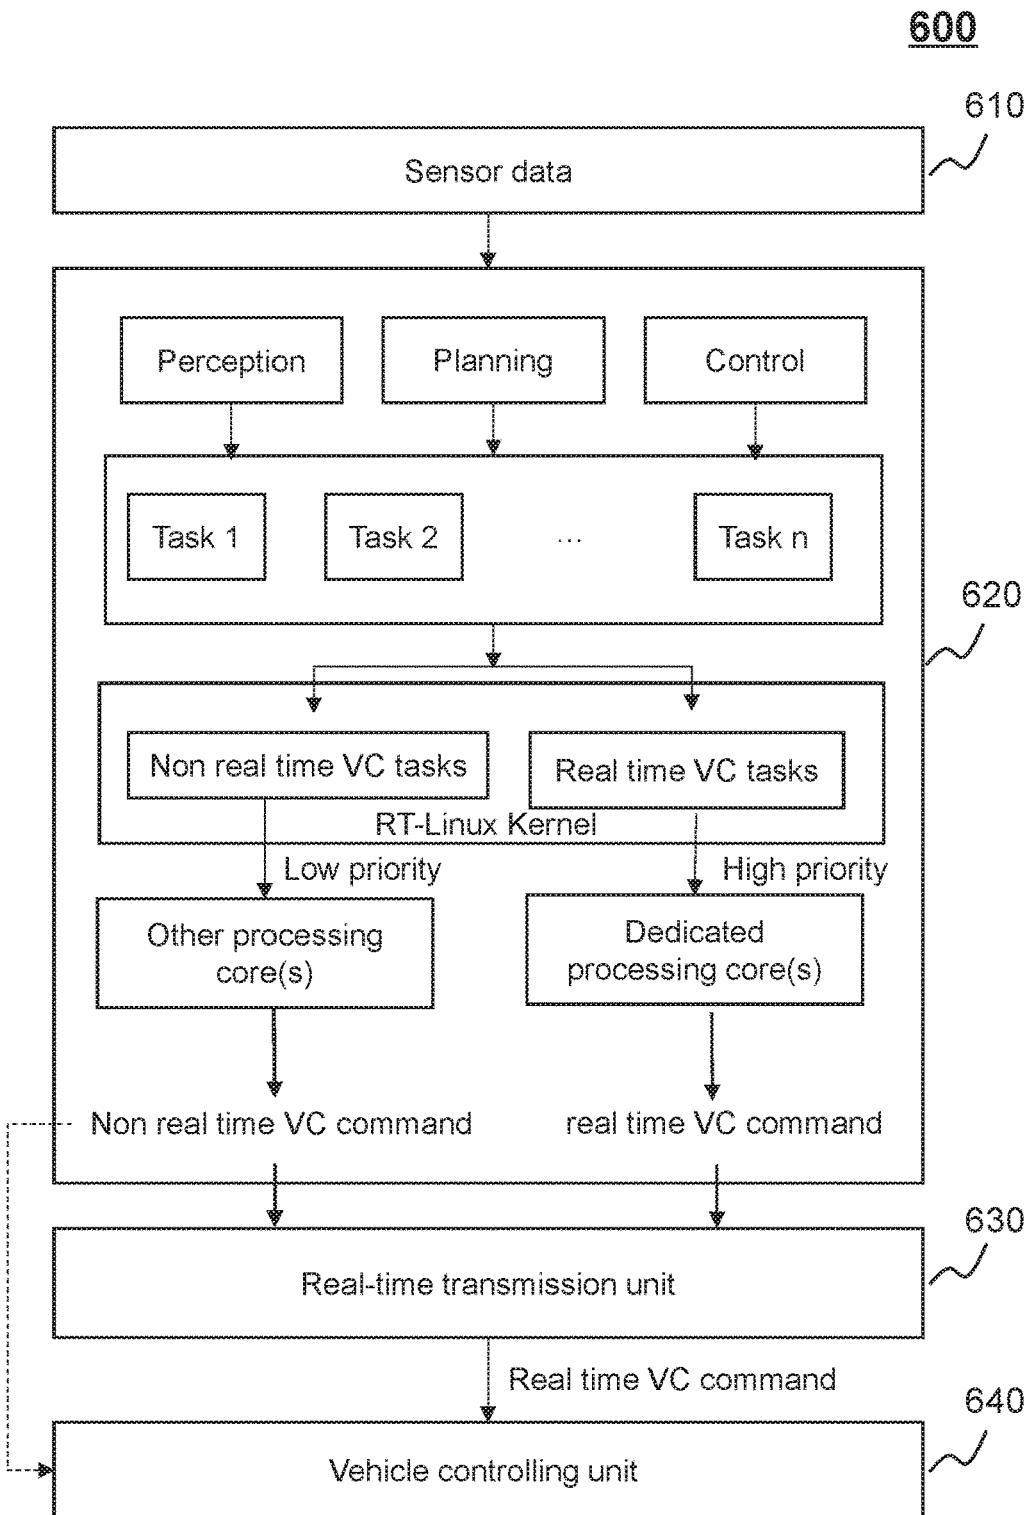 600
610
Sensor data
Perception
Planning
Control
Task 1
Task 2
...
Task n
620
Non real time VC tasks
Real time VC tasks
RT-Linux Kernel
Low priority
High priority
Other processing
core(s)
Dedicated
processing core(s)
Non real time VC command
real time VC command
630
Real-time transmission unit
Real time VC command
640
Vehicle controlling unit